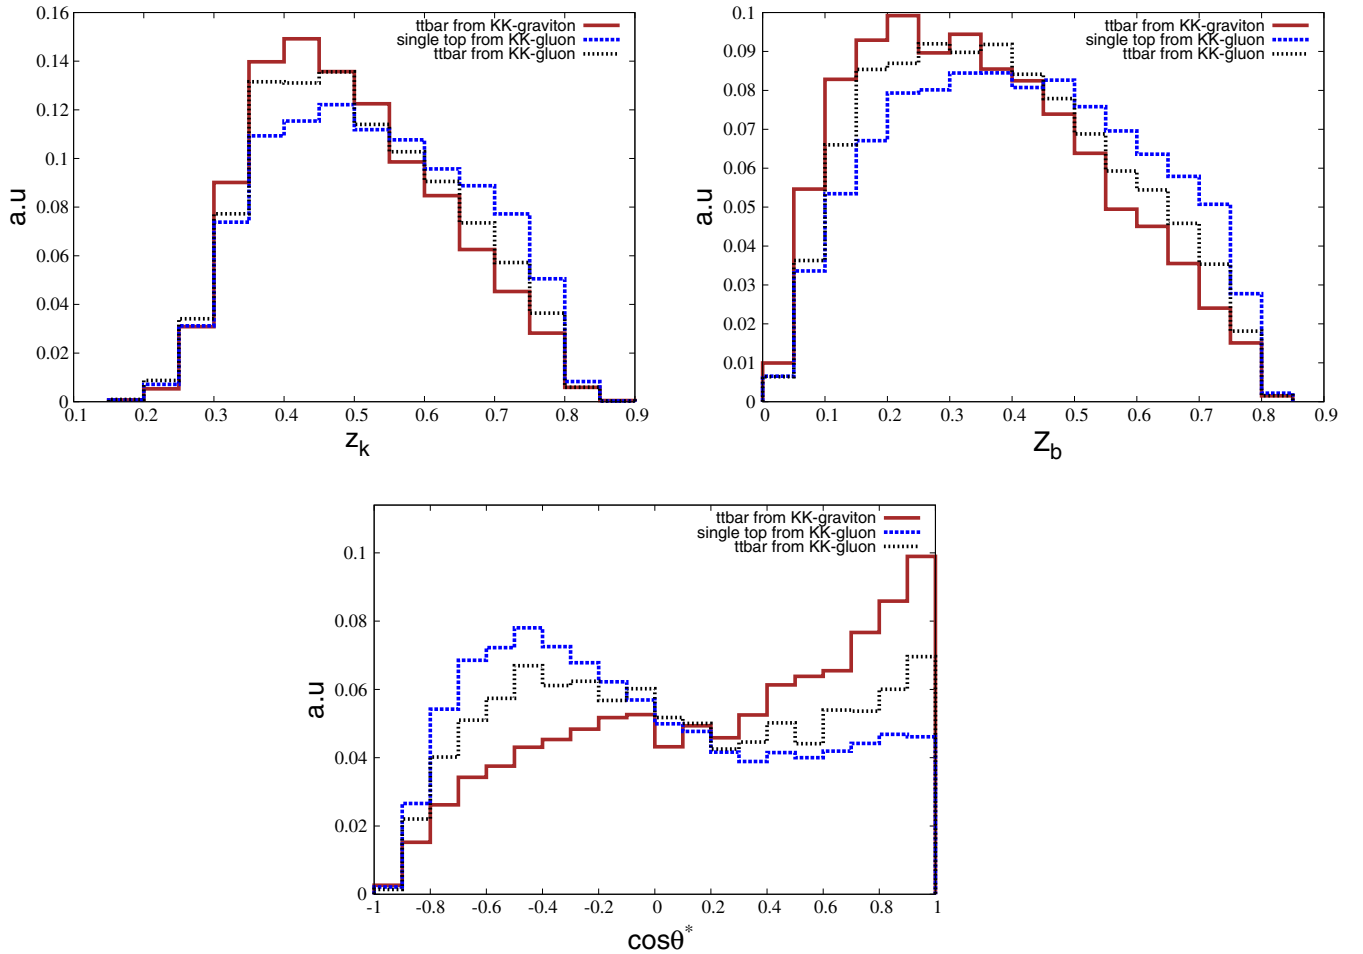 ttbar from KK-graviton
single top from KK-gluon
ttbar from KK-gluon
0.16
0.14
0.12
0.1
0.08
0.06
0.04
0.02
0
a.u
0.1 0.2 0.3 0.4 0.5 0.6 0.7 0.8 0.9
z_k
ttbar from KK-graviton
single top from KK-gluon
ttbar from KK-gluon
0.1
0.09
0.08
0.07
0.06
0.05
0.04
0.03
0.02
0.01
0
a.u
0 0.1 0.2 0.3 0.4 0.5 0.6 0.7 0.8 0.9
Z_b
ttbar from KK-graviton
single top from KK-gluon
ttbar from KK-gluon
0.1
0.08
0.06
0.04
0.02
0
a.u
-1 -0.8 -0.6 -0.4 -0.2 0 0.2 0.4 0.6 0.8 1
cosθ*